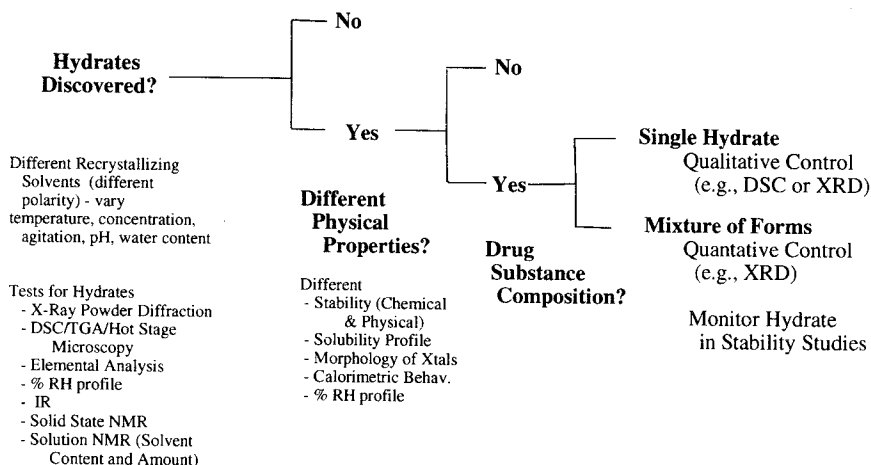 No
Hydrates
Discovered?
No
Yes
Single Hydrate
Qualitative Control
(e.g., DSC or XRD)
Yes
Different Recrystallizing
Solvents (different
polarity) - vary
temperature, concentration,
agitation, pH, water content
Different
Physical
Properties?
Mixture of Forms
Quantative Control
(e.g., XRD)
Drug
Substance
Composition?
Monitor Hydrate
in Stability Studies
Tests for Hydrates
- X-Ray Powder Diffraction
- DSC/TGA/Hot Stage
Microscopy
- Elemental Analysis
- % RH profile
- IR
- Solid State NMR
- Solution NMR (Solvent
Content and Amount)
Different
- Stability (Chemical
& Physical)
- Solubility Profile
- Morphology of Xtals
- Calorimetric Behav.
- % RH profile